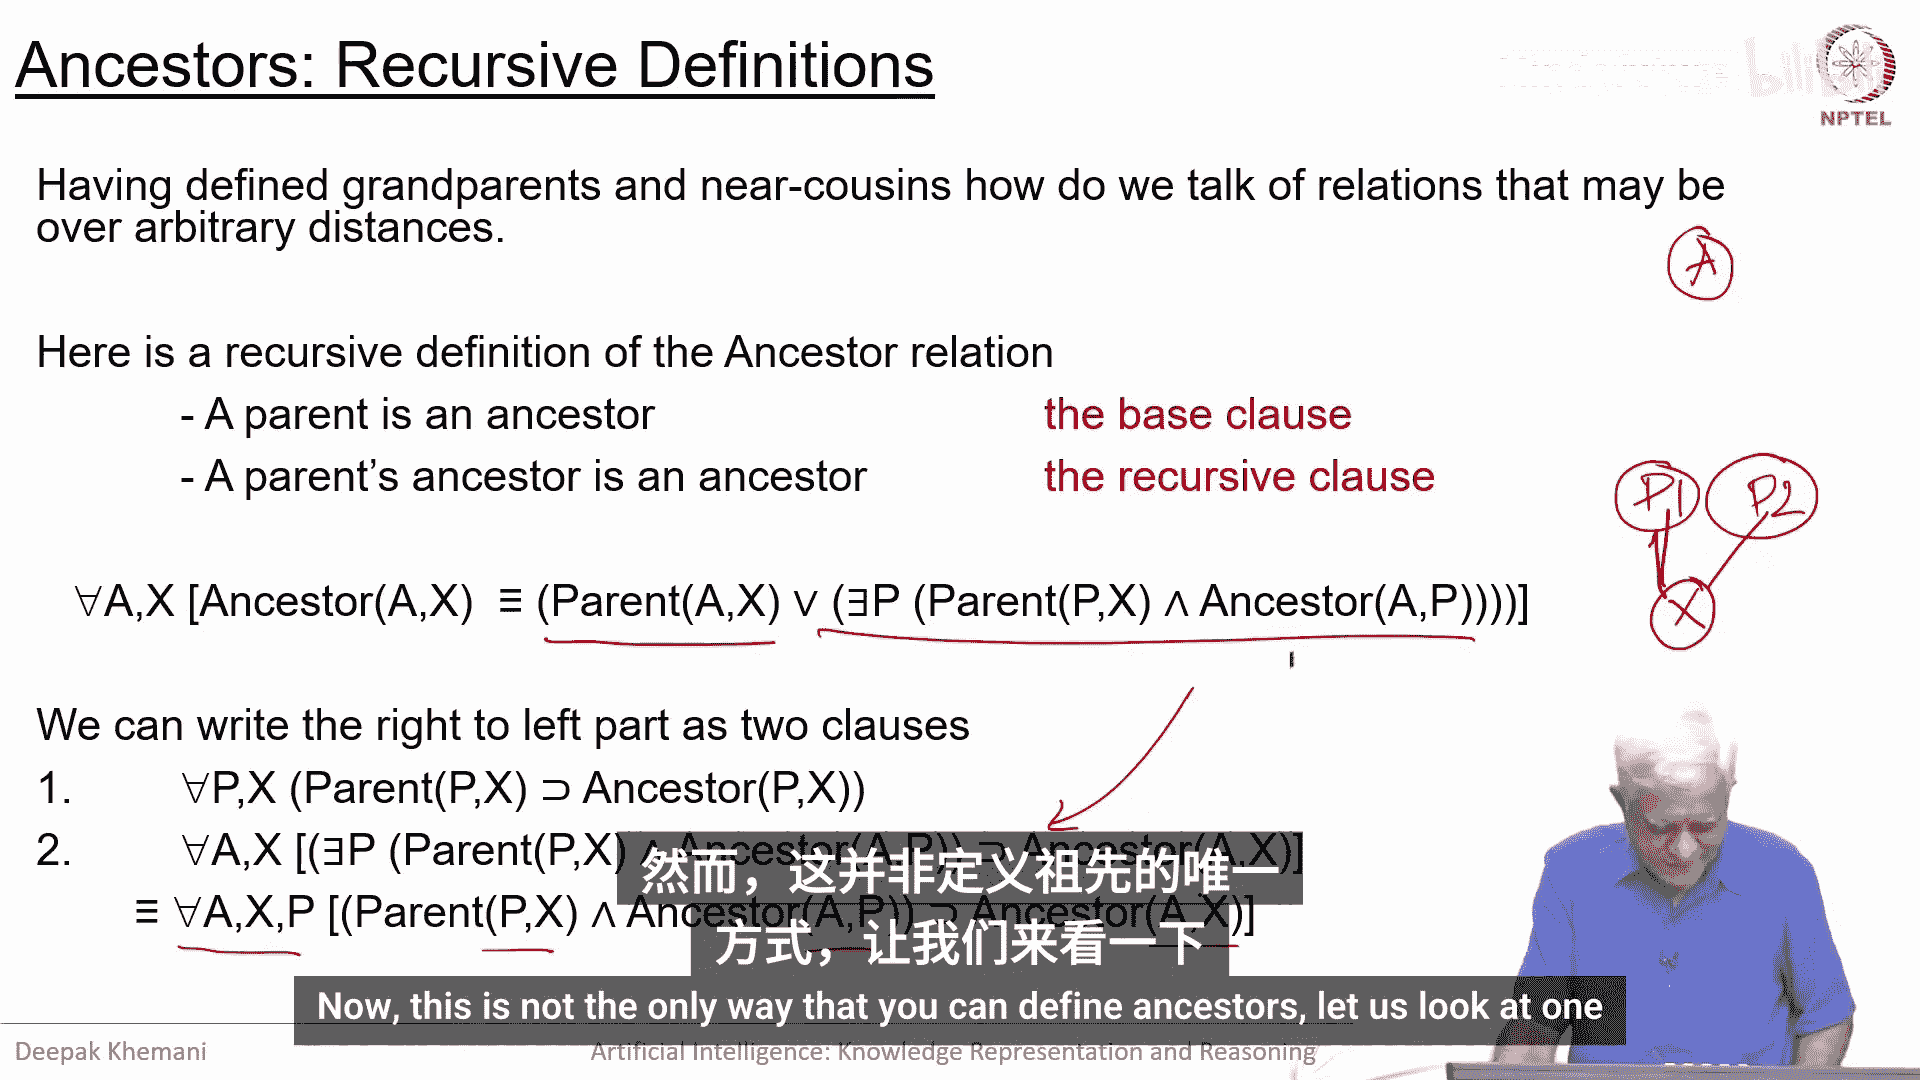 Ancestors: Recursive Definitions
NPTEL
Having defined grandparents and near-cousins how do we talk of relations that may be
over arbitrary distances.
A
Here is a recursive definition of the Ancestor relation
- A parent is an ancestor the base clause
- A parent’s ancestor is an ancestor the recursive clause
P1 P2
∀A,X [Ancestor(A,X) ≡ (Parent(A,X) ∨ (∃P (Parent(P,X) ∧ Ancestor(A,P))))]
X
We can write the right to left part as two clauses
1. ∀P,X (Parent(P,X) ⊃ Ancestor(P,X))
2. ∀A,X [(∃P (Parent(P,X) ∧ Ancestor(A,P)) ⊃ Ancestor(A,X)]
≡ ∀A,X,P [(Parent(P,X) ∧ Ancestor(A,P)) ⊃ Ancestor(A,X)]
然而，这并非定义祖先的唯一
方式，让我们来看一下
Now, this is not the only way that you can define ancestors, let us look at one
Deepak Khemani Artificial Intelligence: Knowledge Representation and Reasoning